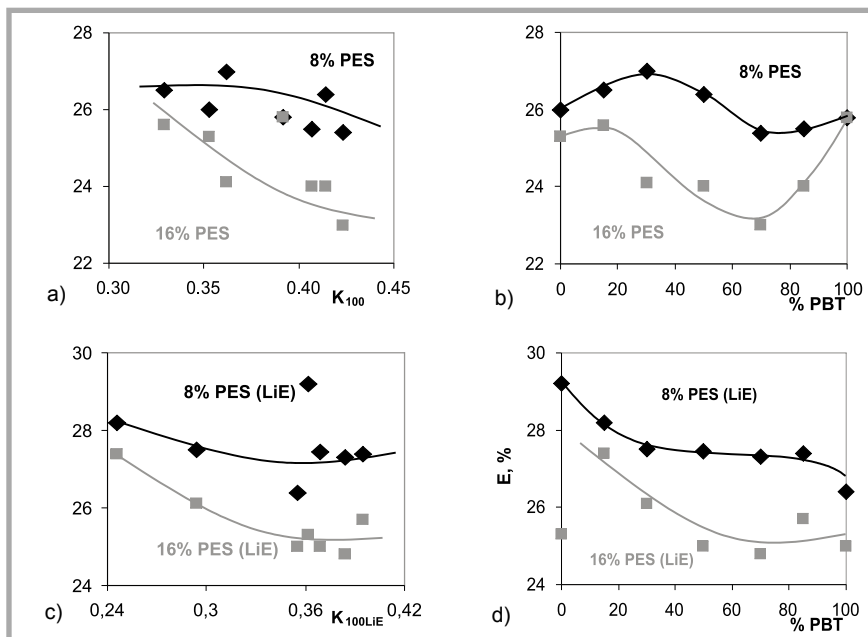 28
8% PES
26
24
16% PES
22
0.30 0.35 0.40 0.45
a) K100
28
8% PES
26
24
16% PES
22
0 20 40 60 80 100
b) % PBT
30
8% PES (LiE)
28
26
16% PES (LiE)
24
0,24 0,3 0,36 0,42
c) K100LiE
30
8% PES (LiE)
28
E, %
26
16% PES (LiE)
24
0 20 40 60 80 100
d) % PBT